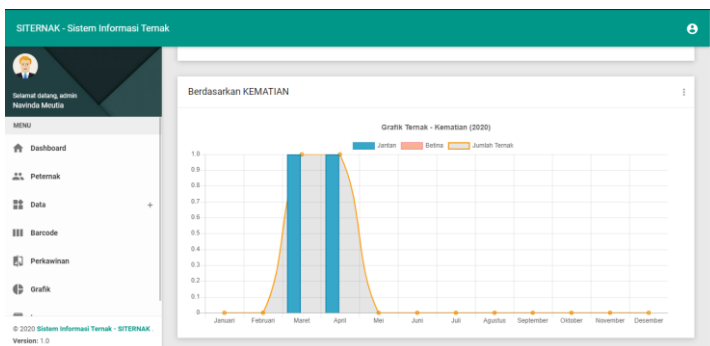 SITERNAK - Sistem Informasi Ternak
Selamat datang, admin
Navinda Meutia
MENU
Dashboard
Peternak
Data +
Barcode
Perkawinan
Grafik
© 2020 Sistem Informasi Ternak - SITERNAK .
Version: 1.0
Berdasarkan KEMATIAN
Grafik Ternak - Kematian (2020)
Jantan Betina Jumlah Ternak
1.0
0.9
0.8
0.7
0.6
0.5
0.4
0.3
0.2
0.1
0
Januari Februari Maret April Mei Juni Juli Agustus September Oktober November Desember